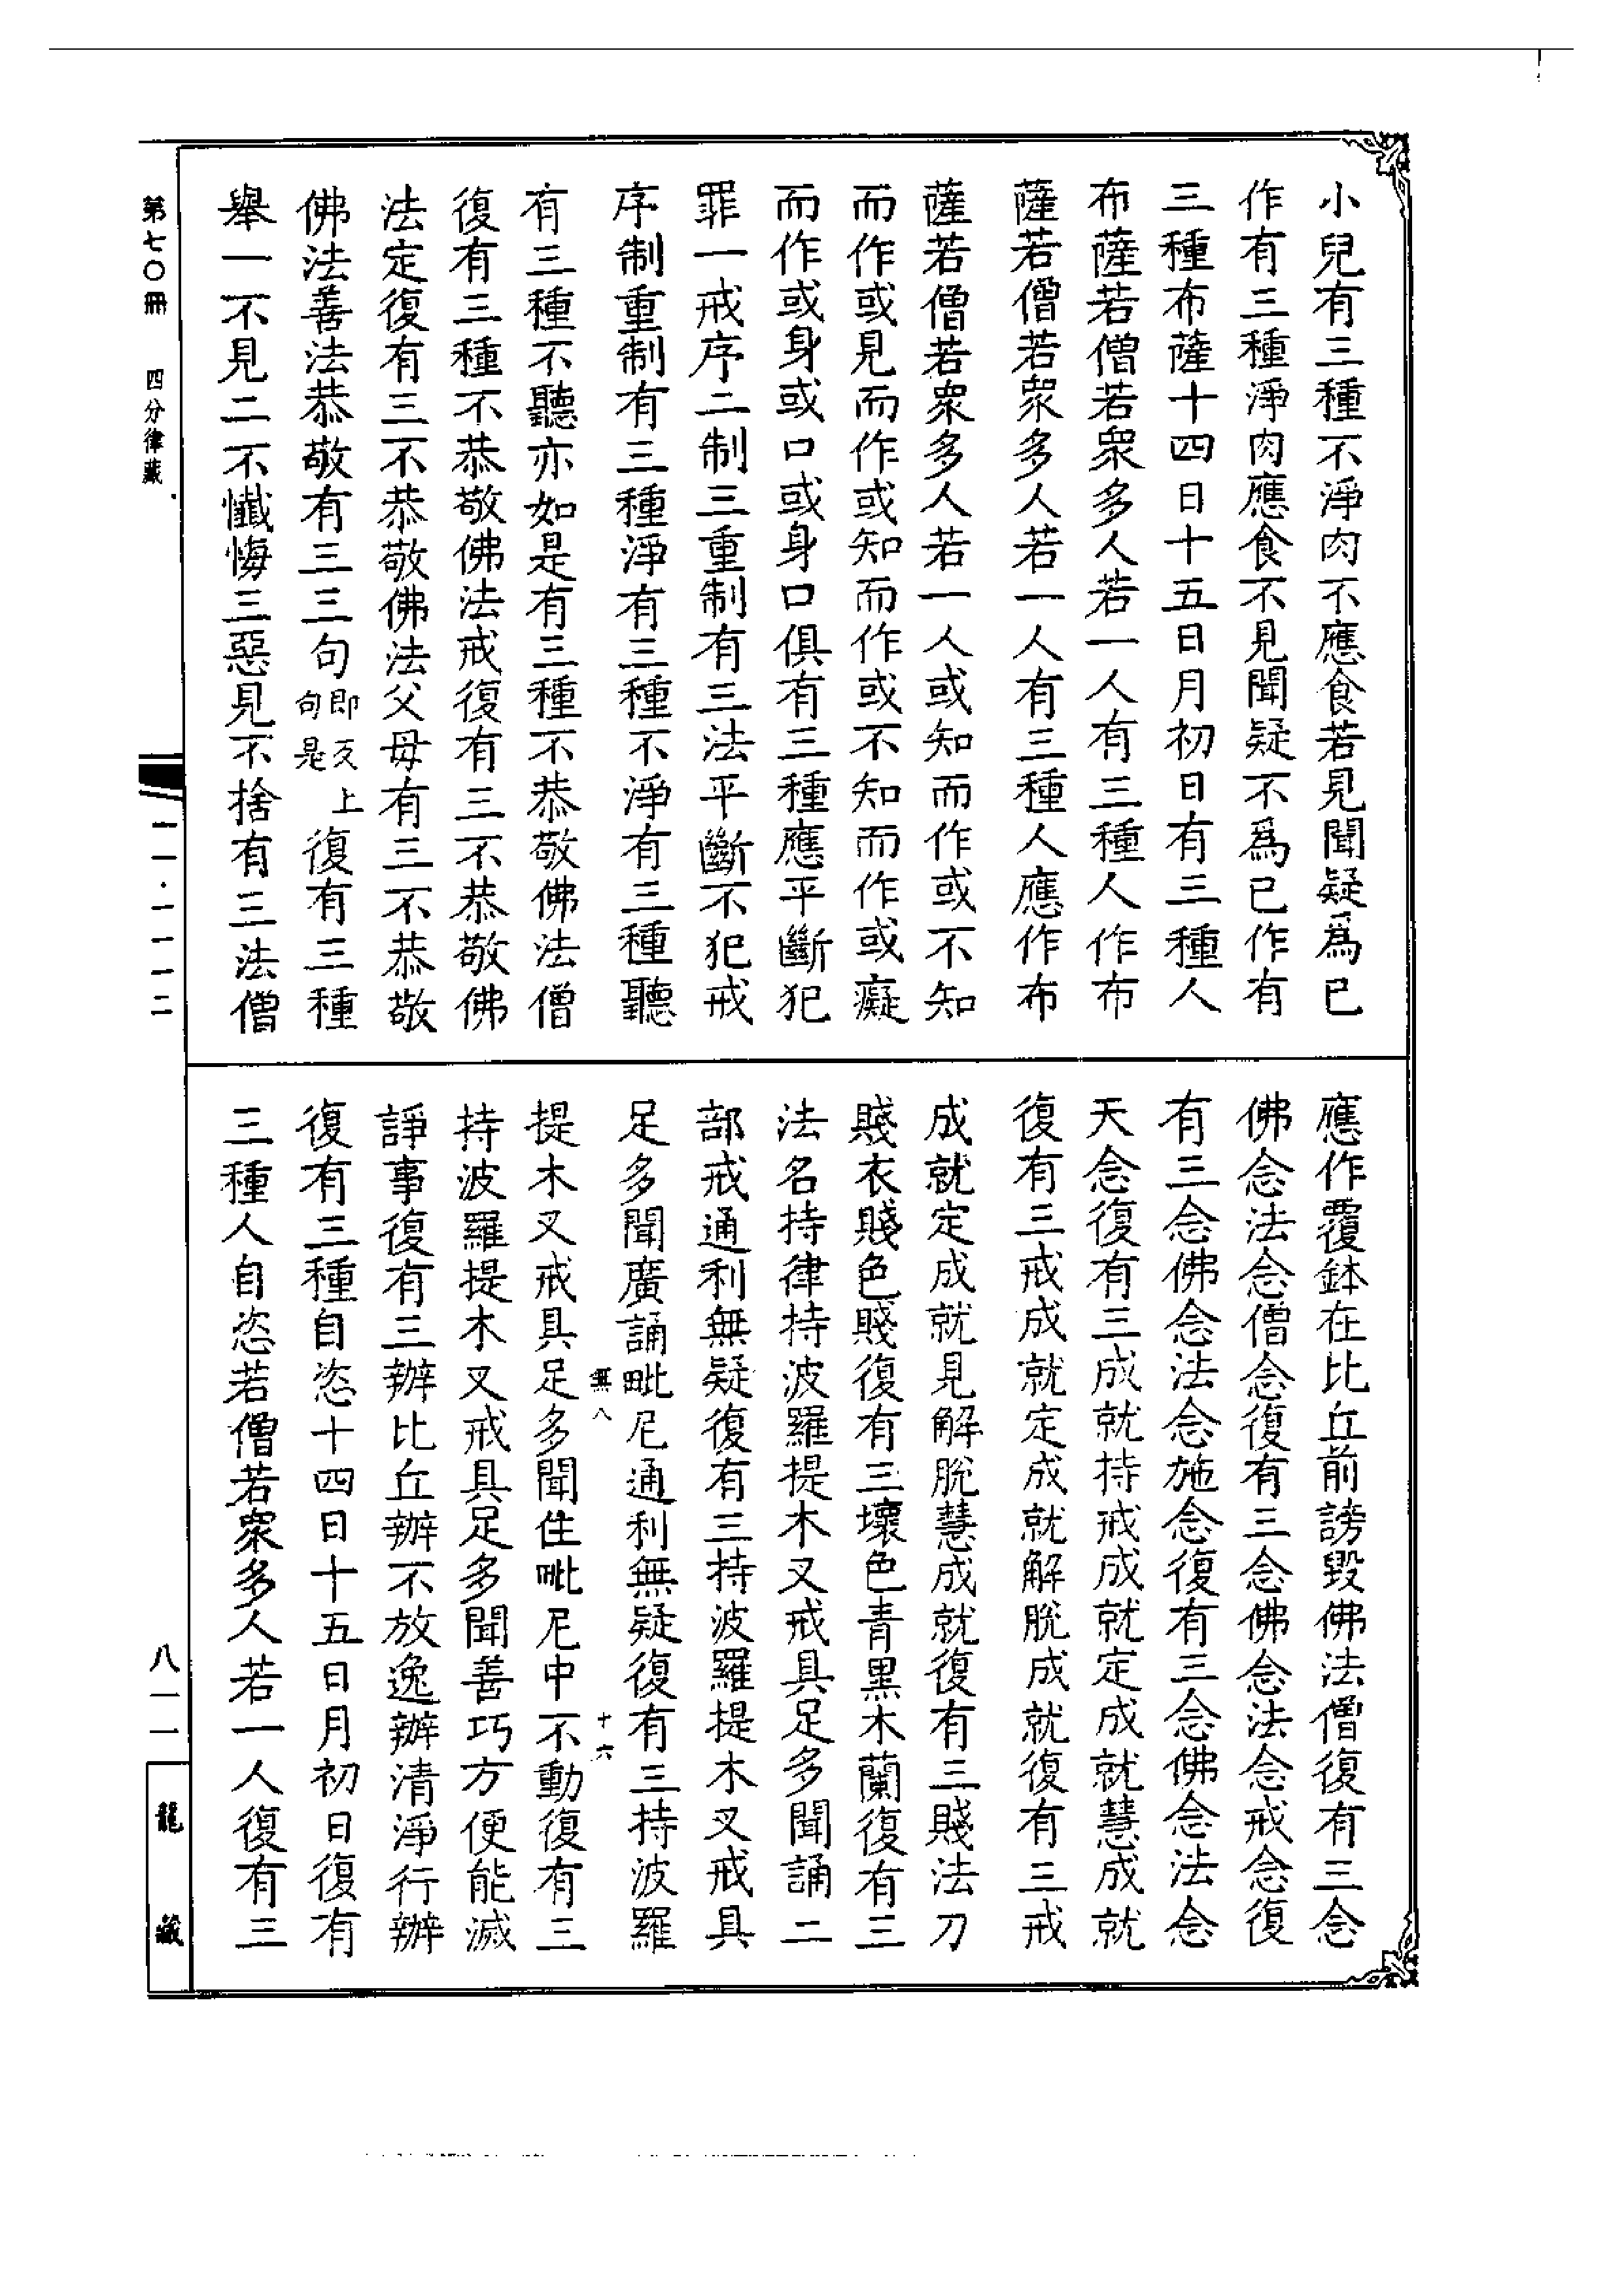 小兒有三種不淨肉不應食若見聞疑爲已
作有三種淨肉應食不見聞疑不爲已作有
三種布薩十四日十五日月初日有三種人
布薩若僧若衆多人若一人有三種人作布
薩若僧若衆多人若一人有三種人應作布
薩若僧若衆多人若一人或知而作或不知
而作或見而作或知而作或不知而作或癡
而作或身或口或身口俱有三種應平斷犯
罪一戒序二制三重制有三法平斷不犯戒
序制重制有三種淨有三種不淨有三種聽
有三種不聽亦如是有三種不恭敬佛法僧
復有三種不恭敬佛法戒復有三不恭敬佛
法定復有三不恭敬佛法父母有三不恭敬
佛法善法恭敬有三三句即反上句是復有三種
舉一不見二不懺悔三惡見不捨有三法僧
應作覆鉢在比丘前謗毀佛法僧復有三念
佛念法念僧念復有三念佛念法念戒念復
有三念佛念法念施念復有三念佛念法念
天念復有三成就持戒成就定成就慧成就
復有三戒成就定成就解脫成就復有三戒
成就定成就見解脫慧成就復有三賤法刀
賤衣賤色賤復有三壞色青黑木蘭復有三
法名持律持波羅提木叉戒具足多聞誦二
部戒通利無疑復有三持波羅提木叉戒具
足多聞廣誦毗尼通利無疑復有三持波羅
無八
十六
提木叉戒具足多聞住毗尼中不動復有三
持波羅提木叉戒具足多聞善巧方便能滅
諍事復有三辦比丘辦不放逸辦清淨行辦
復有三種自恣十四日十五日月初日復有
三種人自恣若僧若衆多人若一人復有三
第七〇冊 四分律藏
一一·一一一二
八一一
龍藏